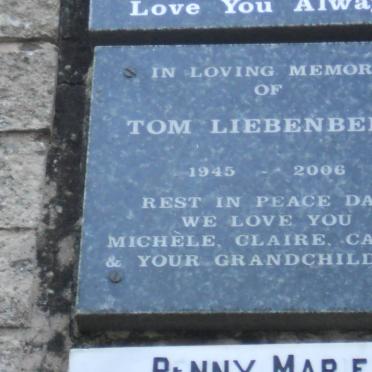 Love You Alwa
IN LOVING MEMOR
OF
TOM LIEBENBE
1945 - 2006
REST IN PEACE DA
WE LOVE YOU
MICHÈLE, CLAIRE, CA
& YOUR GRANDCHILD
PENNY MARE